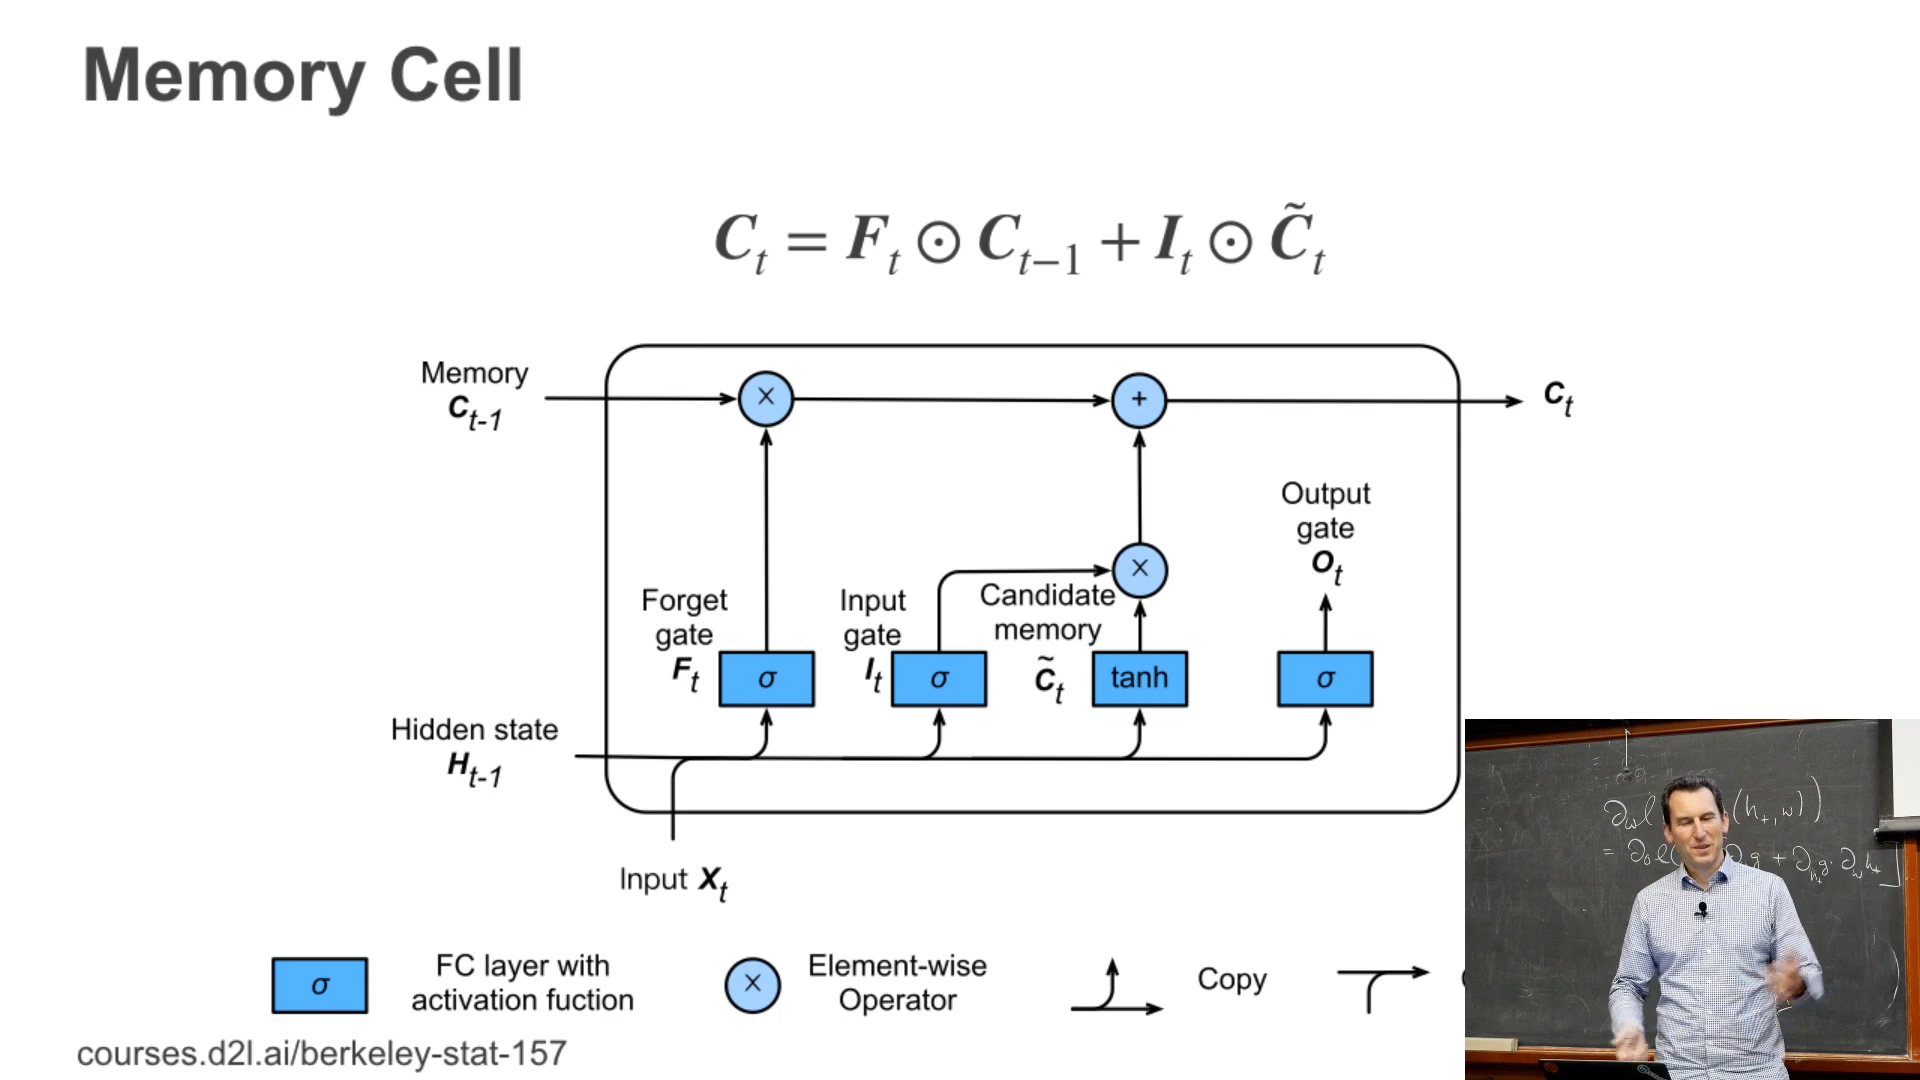 Memory Cell
C_t = F_t ⊙ C_{t−1} + I_t ⊙ C̃_t
Memory
C_{t-1}
×
+
C_t
Output
gate
O_t
×
Forget
gate
F_t
σ
Input
gate
I_t
σ
Candidate
memory
C̃_t
tanh
σ
Hidden state
H_{t-1}
Input X_t
σ
FC layer with
activation fuction
×
Element-wise
Operator
Copy
courses.d2l.ai/berkeley-stat-157
(h_t, w))